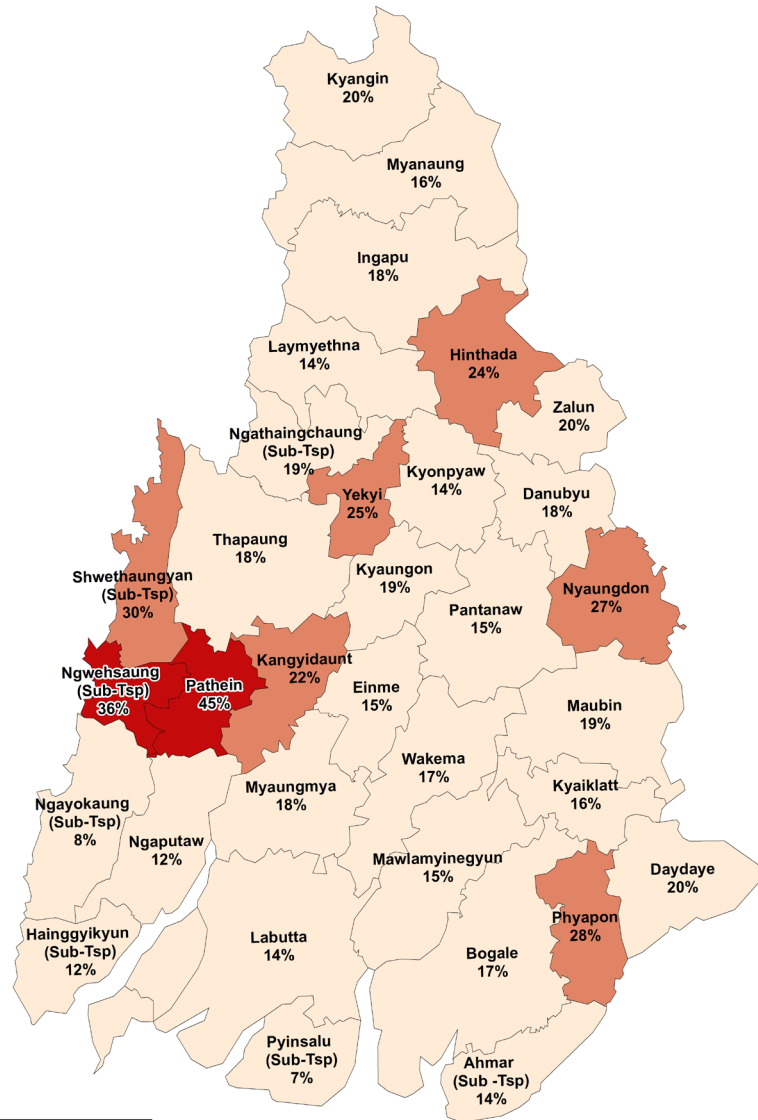 Kyangin
20%
Myanaung
16%
Ingapu
18%
Laymyethna
14%
Hinthada
24%
Zalun
20%
Ngathaingchaung
(Sub-Tsp)
19%
Kyonpyaw
14%
Yekyi
25%
Danubyu
18%
Thapaung
18%
Kyaungon
19%
Shwethaungyan
(Sub-Tsp)
30%
Nyaungdon
27%
Pantanaw
15%
Kangyidaunt
22%
Ngwehsaung
(Sub-Tsp)
36%
Pathein
45%
Einme
15%
Maubin
19%
Wakema
17%
Myaungmya
18%
Kyaiklatt
16%
Ngayokaung
(Sub-Tsp)
8%
Ngaputaw
12%
Mawlamyinegyun
15%
Daydaye
20%
Phyapon
28%
Hainggyikyun
(Sub-Tsp)
12%
Labutta
14%
Bogale
17%
Pyinsalu
(Sub-Tsp)
7%
Ahmar
(Sub -Tsp)
14%